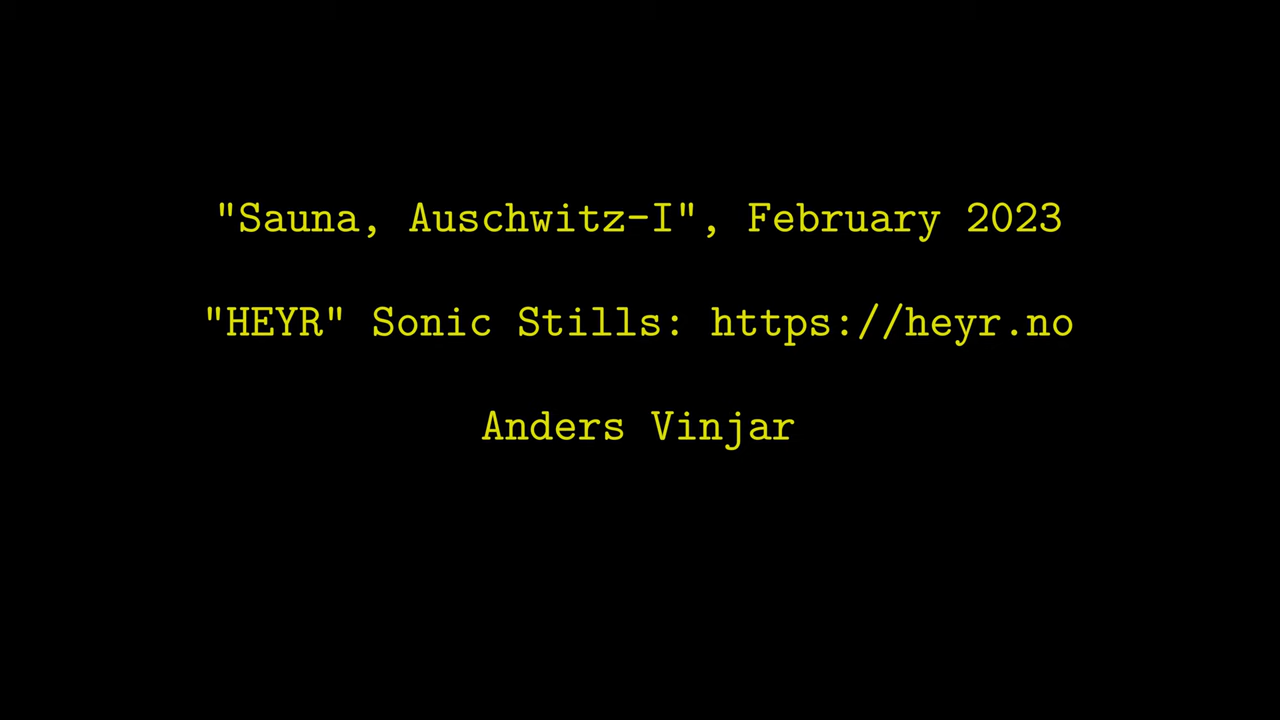 "Sauna, Auschwitz-I", February 2023
"HEYR" Sonic Stills: https://heyr.no
Anders Vinjar